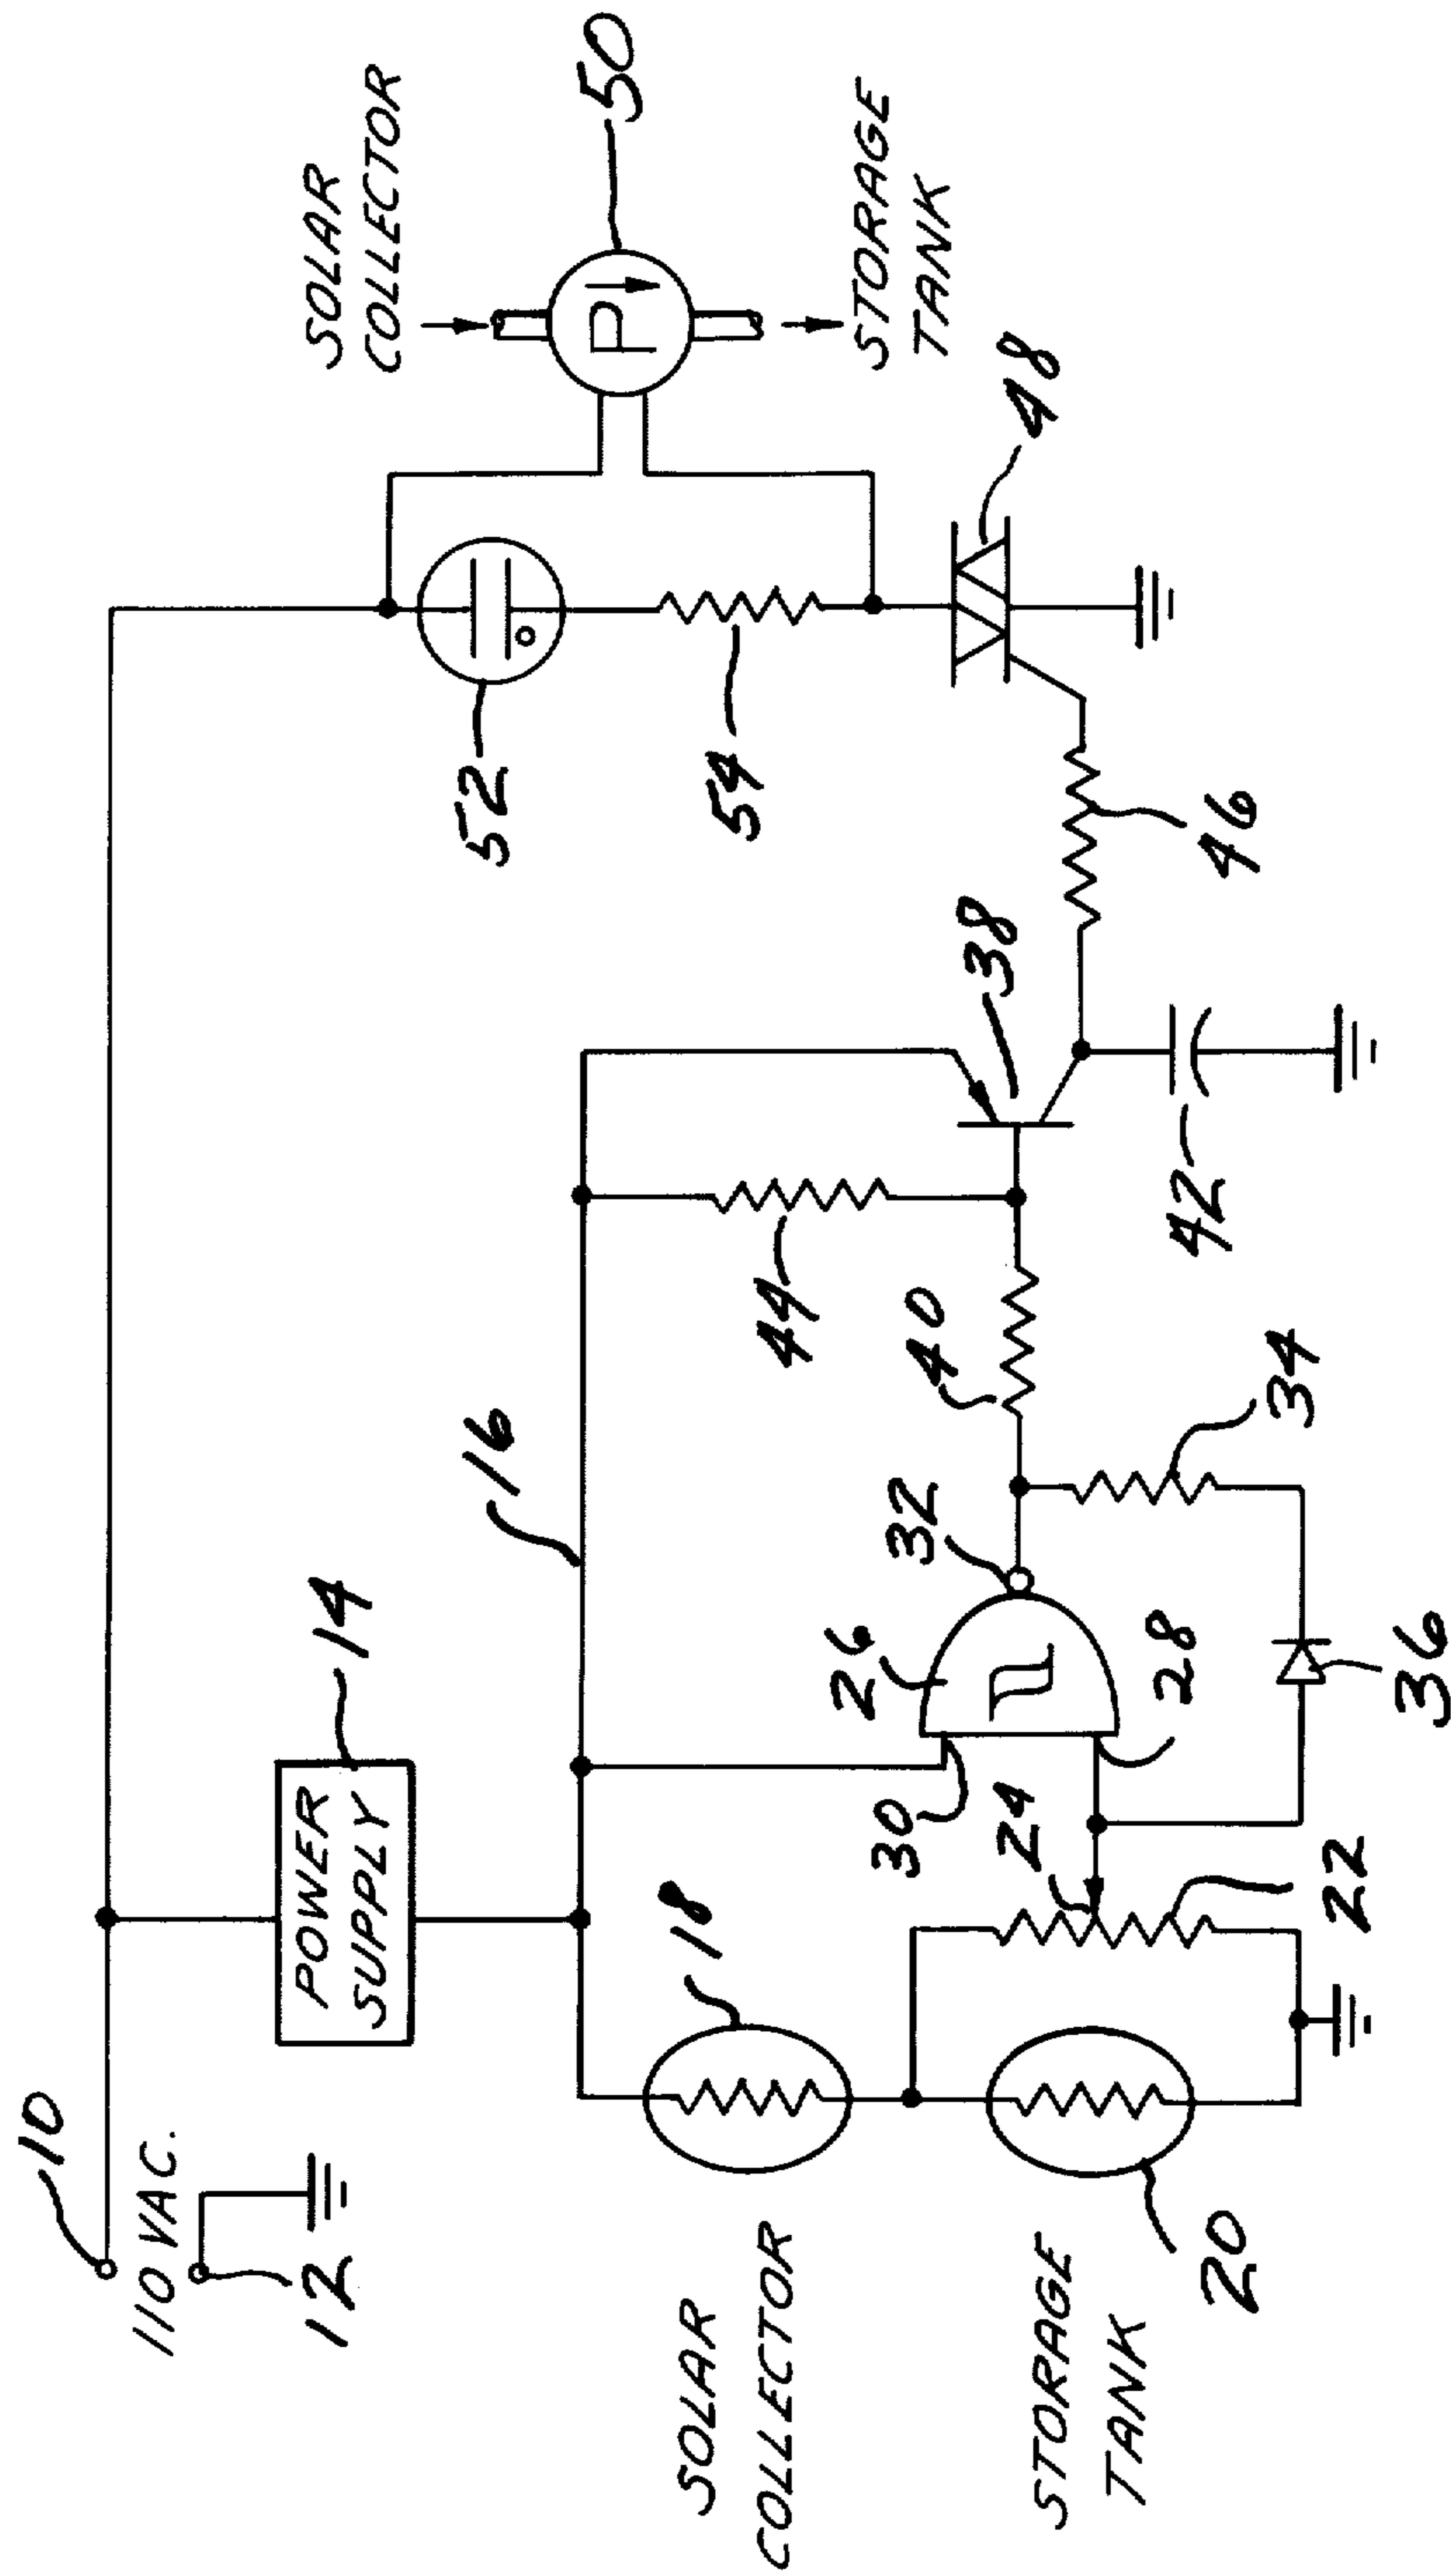 10
110 VAC.
12
POWER
SUPPLY
14
16
SOLAR
COLLECTOR
18
STORAGE
TANK
20
22
24
26
28
30
32
34
36
38
40
42
44
46
48
52
54
50
SOLAR
COLLECTOR
P
STORAGE
TANK